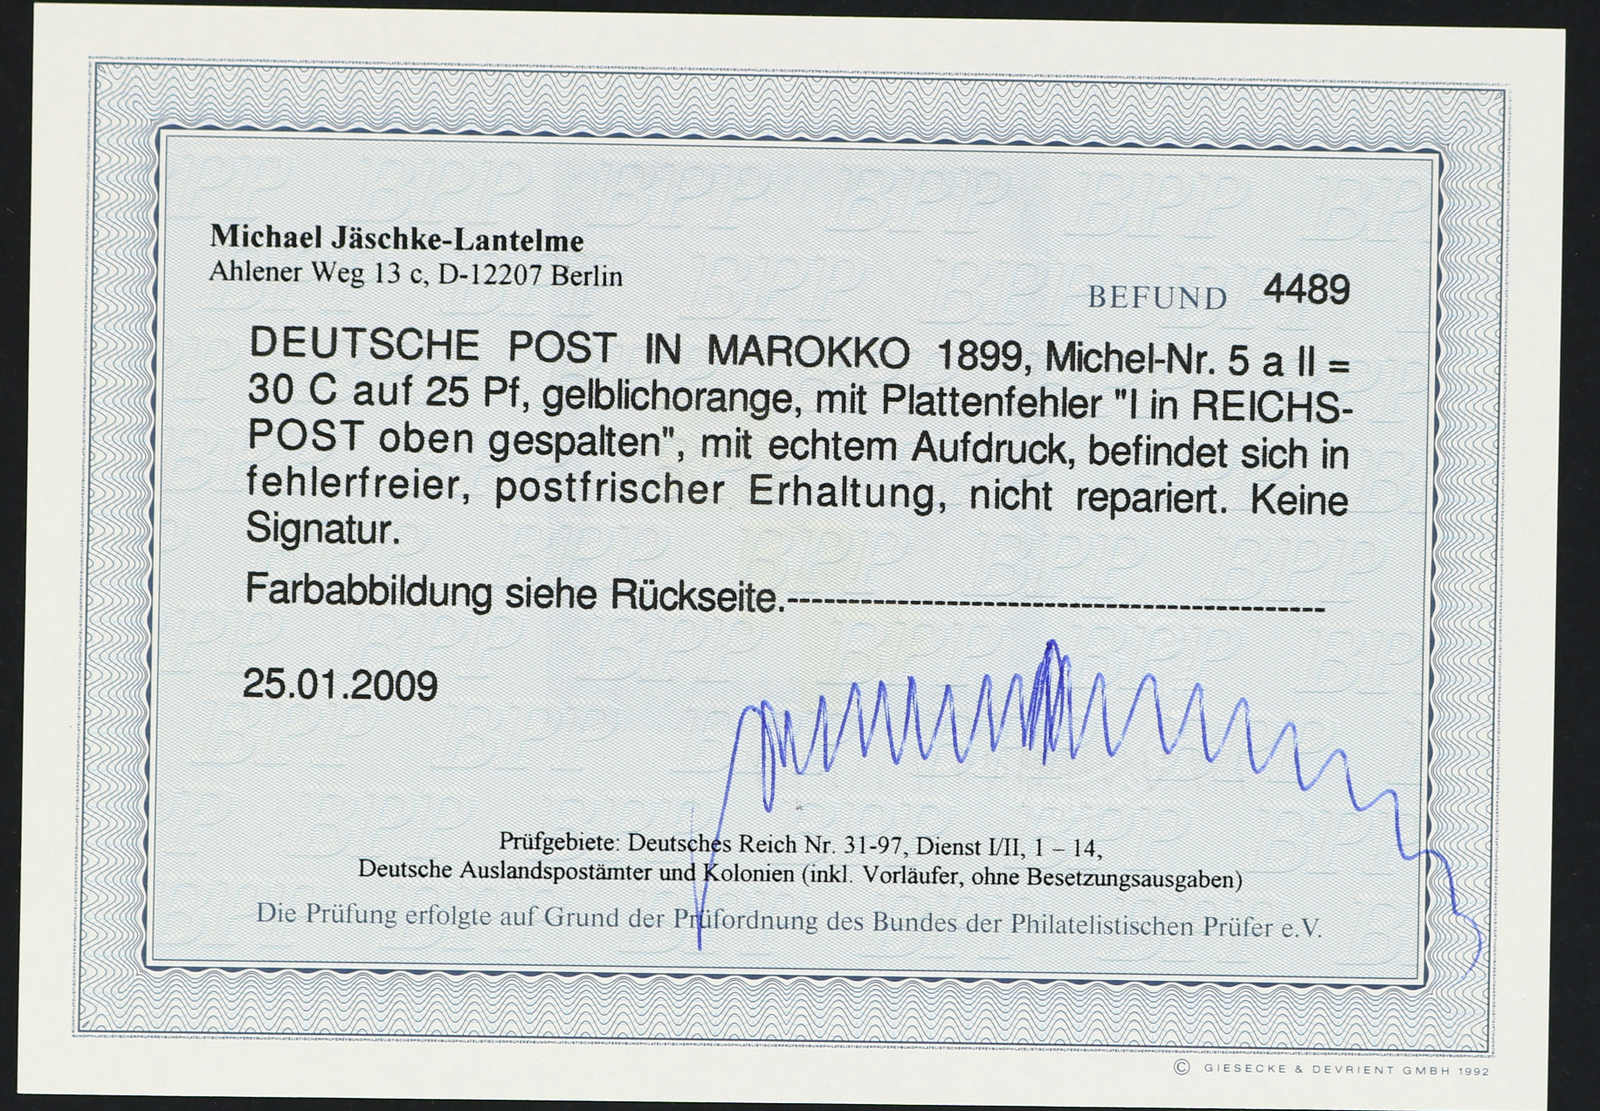 Michael Jäschke-Lantelme
Ahlener Weg 13 c, D-12207 Berlin
BEFUND 4489
DEUTSCHE POST IN MAROKKO 1899, Michel-Nr. 5 a II =
30 C auf 25 Pf, gelblichorange, mit Plattenfehler "I in REICHS-
POST oben gespalten", mit echtem Aufdruck, befindet sich in
fehlerfreier, postfrischer Erhaltung, nicht repariert. Keine
Signatur.
Farbabbildung siehe Rückseite.--------------------------------------------
25.01.2009
Prüfgebiete: Deutsches Reich Nr. 31-97, Dienst I/II, 1 – 14,
Deutsche Auslandspostämter und Kolonien (inkl. Vorläufer, ohne Besetzungsausgaben)
Die Prüfung erfolgte auf Grund der Prüfordnung des Bundes der Philatelistischen Prüfer e.V.
© GIESECKE & DEVRIENT GMBH 1992